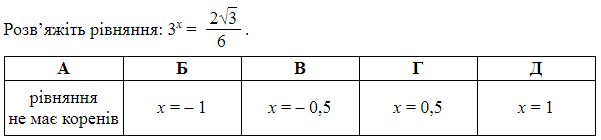 Розв’яжіть рівняння: 3ˣ = 2√3/6 .
А Б В Г Д
рівняння не має коренів x = – 1 x = – 0,5 x = 0,5 x = 1